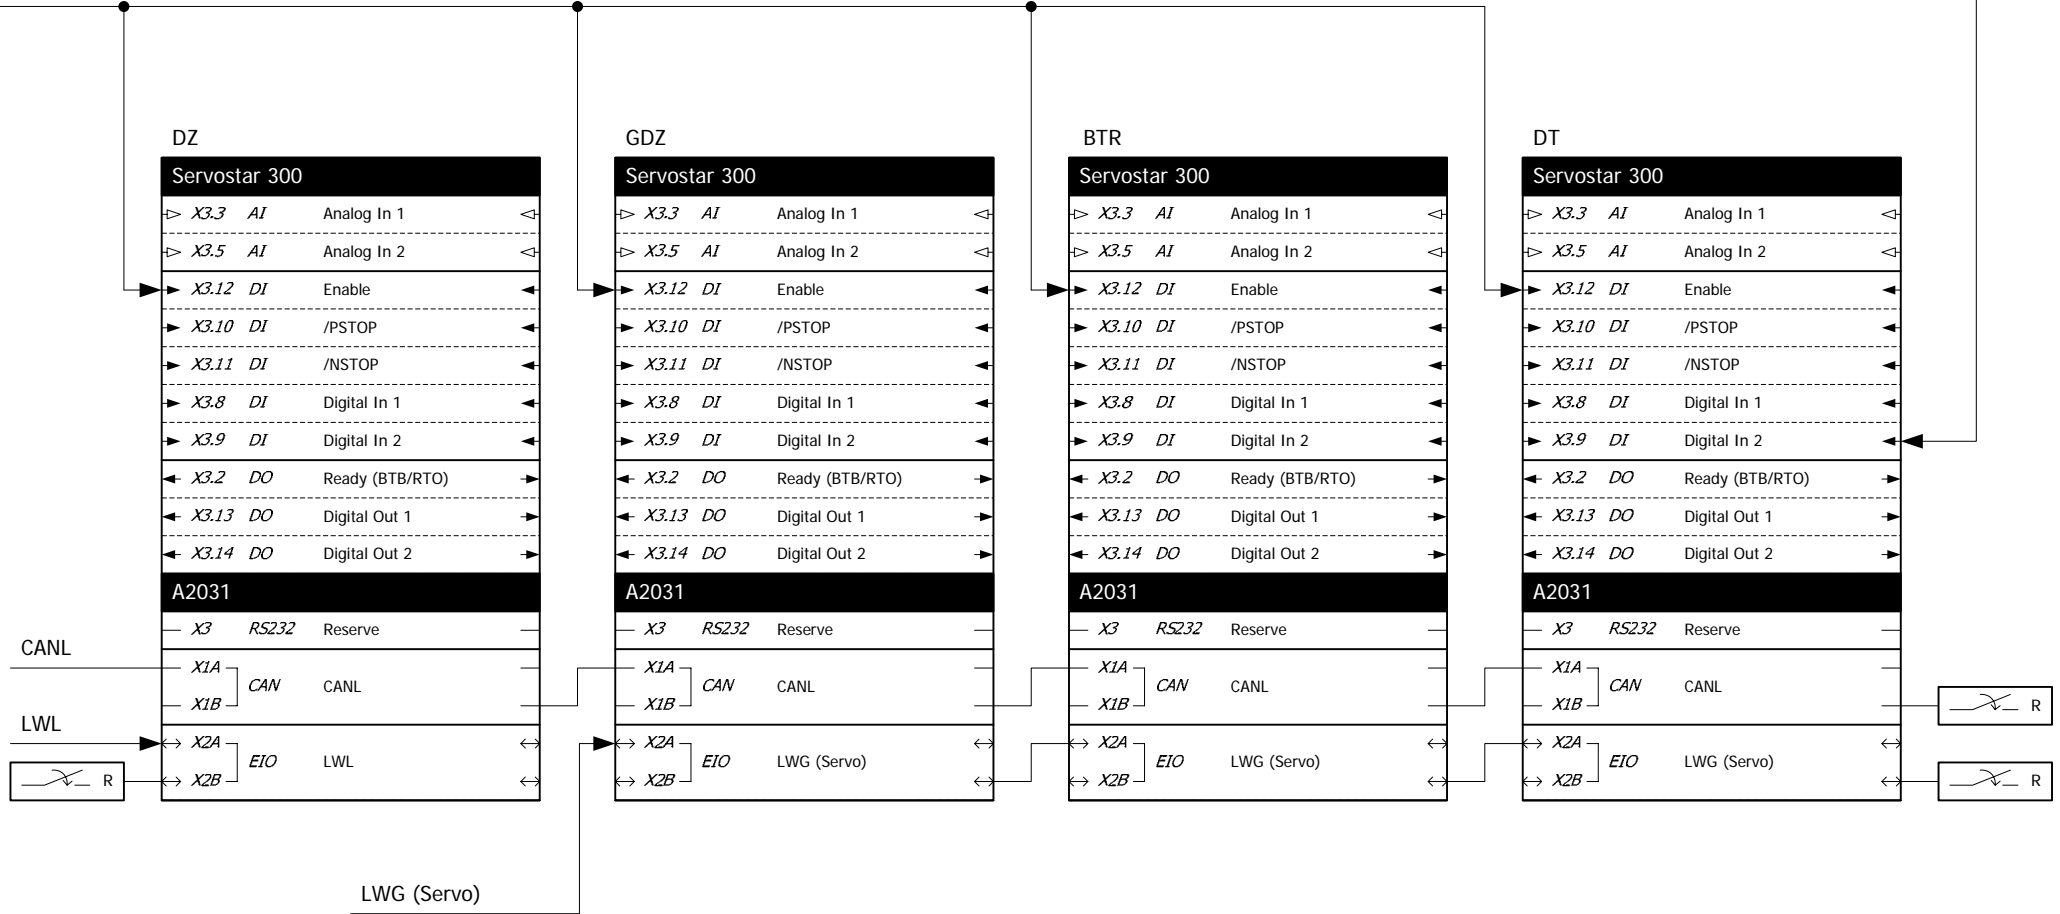 DZ GDZ BTR DT
Servostar 300 Servostar 300 Servostar 300 Servostar 300
X3.3 AI Analog In 1 X3.3 AI Analog In 1 X3.3 AI Analog In 1 X3.3 AI Analog In 1
X3.5 AI Analog In 2 X3.5 AI Analog In 2 X3.5 AI Analog In 2 X3.5 AI Analog In 2
X3.12 DI Enable X3.12 DI Enable X3.12 DI Enable X3.12 DI Enable
X3.10 DI /PSTOP X3.10 DI /PSTOP X3.10 DI /PSTOP X3.10 DI /PSTOP
X3.11 DI /NSTOP X3.11 DI /NSTOP X3.11 DI /NSTOP X3.11 DI /NSTOP
X3.8 DI Digital In 1 X3.8 DI Digital In 1 X3.8 DI Digital In 1 X3.8 DI Digital In 1
X3.9 DI Digital In 2 X3.9 DI Digital In 2 X3.9 DI Digital In 2 X3.9 DI Digital In 2
X3.2 DO Ready (BTB/RTO) X3.2 DO Ready (BTB/RTO) X3.2 DO Ready (BTB/RTO) X3.2 DO Ready (BTB/RTO)
X3.13 DO Digital Out 1 X3.13 DO Digital Out 1 X3.13 DO Digital Out 1 X3.13 DO Digital Out 1
X3.14 DO Digital Out 2 X3.14 DO Digital Out 2 X3.14 DO Digital Out 2 X3.14 DO Digital Out 2
A2031 A2031 A2031 A2031
X3 RS232 Reserve X3 RS232 Reserve X3 RS232 Reserve X3 RS232 Reserve
CANL
X1A X1A X1A X1A
CAN CANL CAN CANL CAN CANL CAN CANL
X1B X1B X1B X1B R
LWL
X2A X2A X2A X2A
EIO LWL EIO LWG (Servo) EIO LWG (Servo) EIO LWG (Servo)
R X2B X2B X2B X2B R
LWG (Servo)